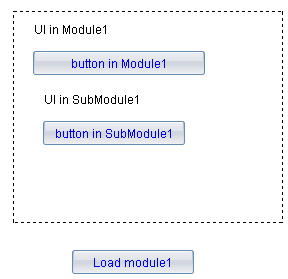 UI in Module1
button in Module1
UI in SubModule1
button in SubModule1
Load module1